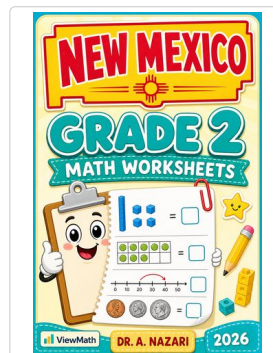 NEW MEXICO
GRADE 2
MATH WORKSHEETS
=
=
0 10 20 30 40 50
=
ViewMath
DR. A. NAZARI
2026